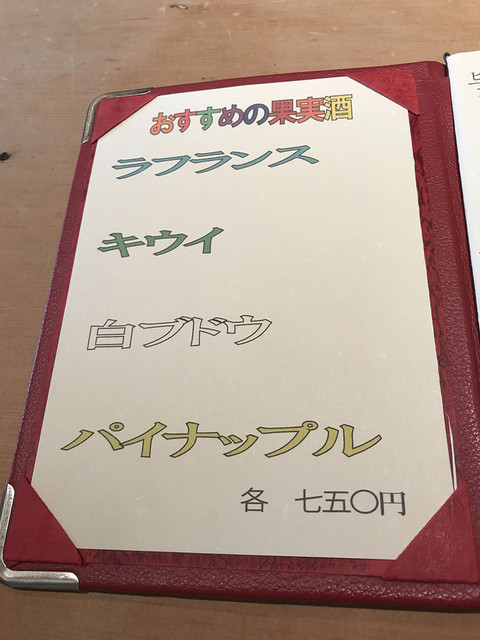 おすすめの果実酒
ラフランス
キウイ
白ブドウ
パイナップル
各 七五〇円